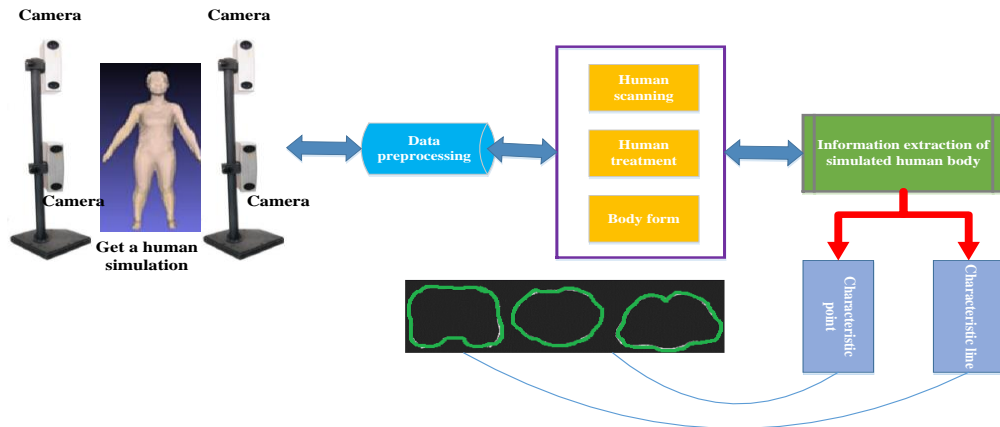 Camera
Camera
Camera
Camera
Get a human
simulation
Data
preprocessing
Human
scanning
Human
treatment
Body form
Information extraction of
simulated human body
Characteristic
point
Characteristic line